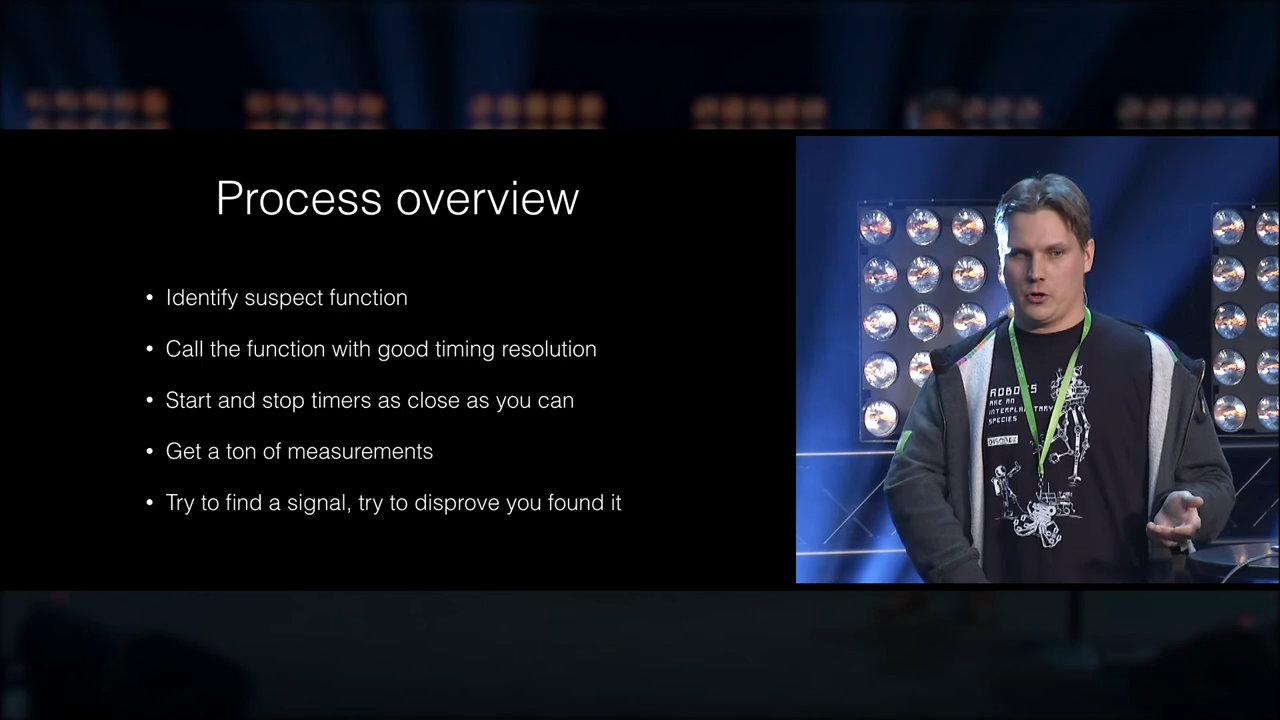 Process overview
• Identify suspect function
• Call the function with good timing resolution
• Start and stop timers as close as you can
• Get a ton of measurements
• Try to find a signal, try to disprove you found it
ROBOTS
ARE AN
INTERPLANETARY
SPECIES